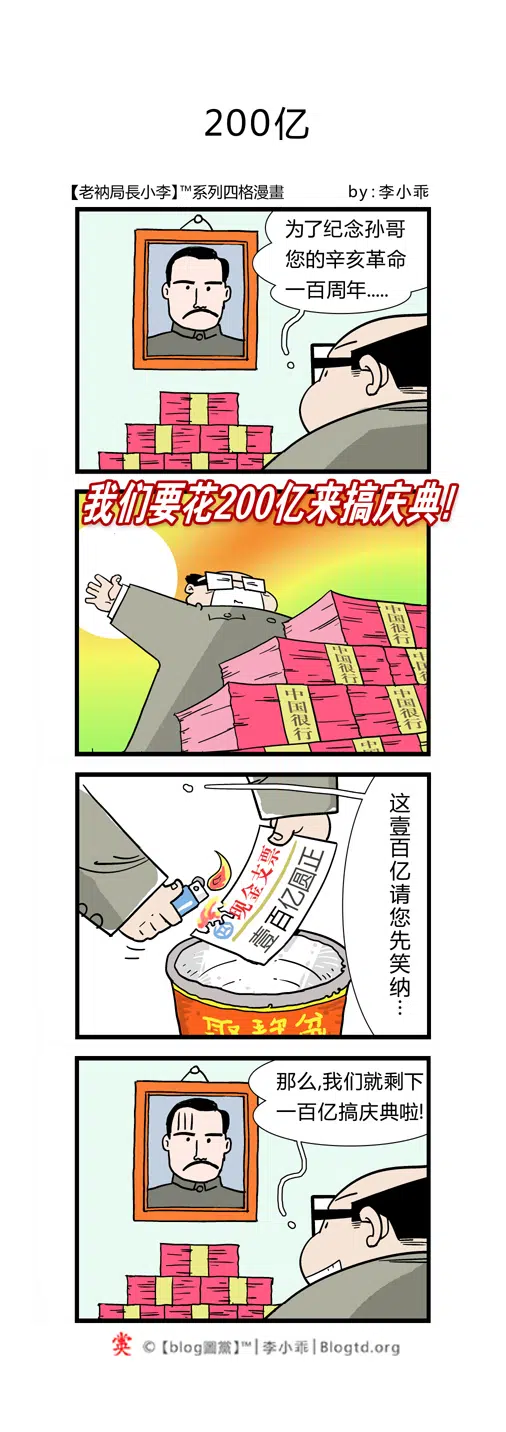 200亿
【老衲局長小李】™系列四格漫畫 by:李小乖
为了纪念孙哥
您的辛亥革命
一百周年.....
我们要花200亿来搞庆典!
中国银行
中国银行
中国银行
中国银行
中国
中国
这壹百亿请您先笑纳…
现金支票
壹百亿圆正
那么,我们就剩下
一百亿搞庆典啦!
©【blog圖黨】™|李小乖|Blogtd.org